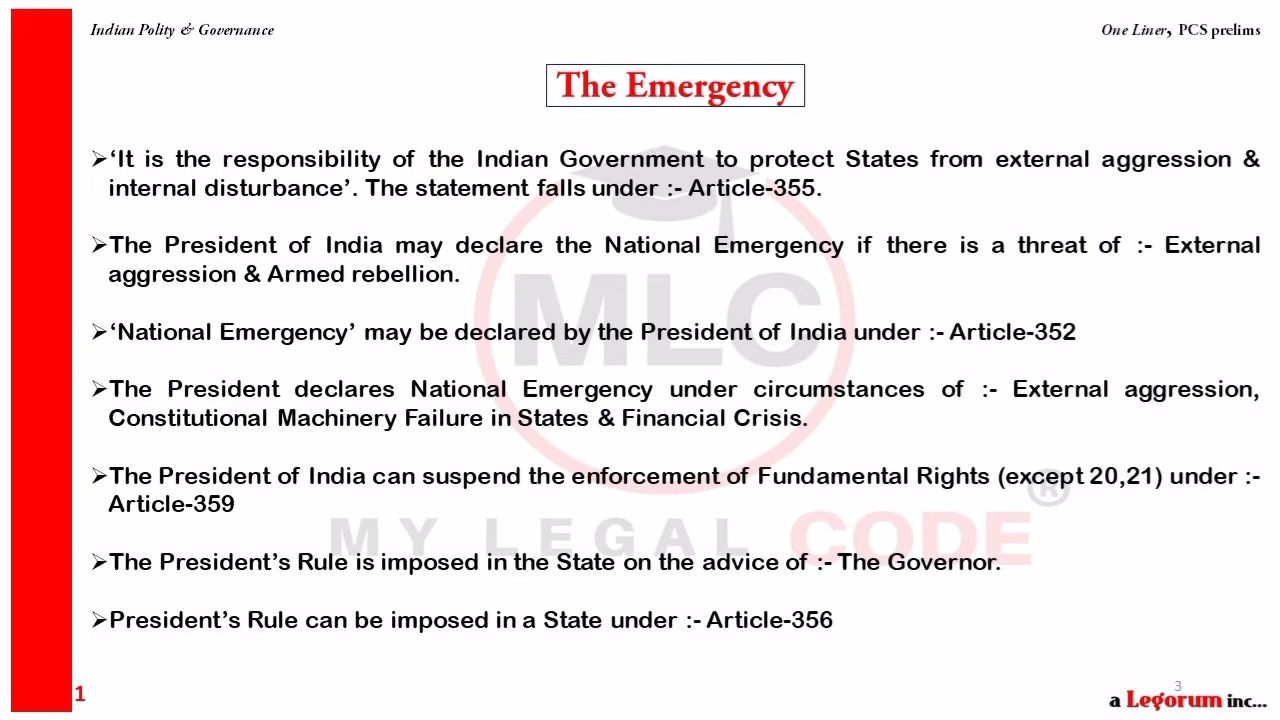 Indian Polity & Governance
One Liner, PCS prelims
The Emergency
➢‘It is the responsibility of the Indian Government to protect States from external aggression &
internal disturbance’. The statement falls under :- Article-355.
➢The President of India may declare the National Emergency if there is a threat of :- External
aggression & Armed rebellion.
➢‘National Emergency’ may be declared by the President of India under :- Article-352
➢The President declares National Emergency under circumstances of :- External aggression,
Constitutional Machinery Failure in States & Financial Crisis.
➢The President of India can suspend the enforcement of Fundamental Rights (except 20,21) under :-
Article-359
➢The President’s Rule is imposed in the State on the advice of :- The Governor.
➢President’s Rule can be imposed in a State under :- Article-356
MLC
MY LEGAL CODE®
1
3
a Legorum inc...